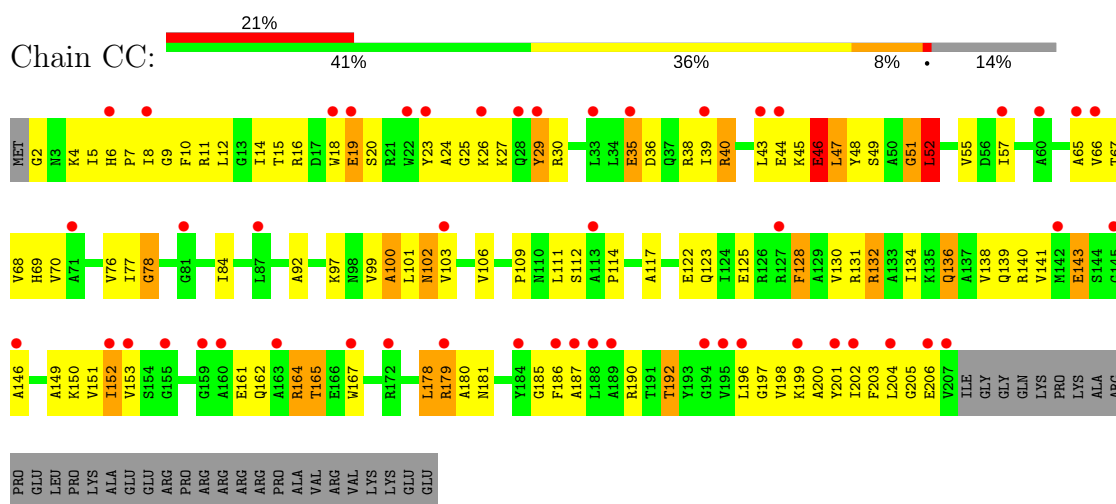 21%
Chain CC:
41% 36% 8% • 14%
MET G2 N3 K4 I5 H6 P7 I8 G9 F10 R11 L12 G13 I14 T15 R16 D17 W18 E19 S20 R21 W22 Y23 A24 G25 K26 K27 Q28 Y29 R30 L33 L34 E35 D36 Q37 R38 I39 R40 L43 E44 K45 E46 L47 Y48 S49 A50 G51 L52 V55 D56 I57 A60 A65 V66 T67
V68 H69 V70 A71 V76 I77 G78 G81 I84 L87 A92 K97 N98 V99 A100 L101 N102 V103 V106 P109 N110 L111 S112 A113 P114 A117 E122 Q123 I124 E125 R126 R127 F128 A129 V130 R131 R132 A133 I134 K135 Q136 A137 V138 Q139 R140 V141 M142 E143 S144 G145
A146 A149 K150 V151 I152 V153 S154 G155 G159 A160 E161 Q162 A163 R164 T165 E166 W167 R172 L178 R179 A180 N181 Y184 G185 F186 A187 L188 A189 R190 T191 T192 Y193 G194 V195 L196 G197 V198 K199 A200 Y201 I202 F203 L204 G205 E206 V207 ILE GLY GLY GLN LYS PRO LYS ALA ARG
PRO GLU LEU PRO LYS ALA GLU GLU ARG PRO ARG ARG ARG ARG PRO ALA VAL ARG VAL LYS LYS GLU GLU